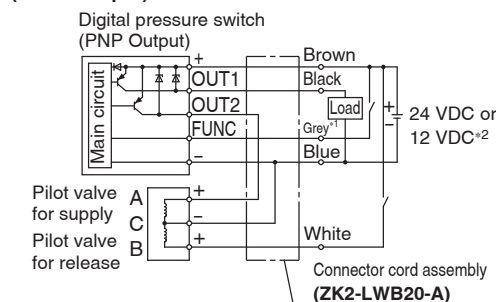 Digital pressure switch
(PNP Output)
Main circuit
+
OUT1
OUT2
FUNC
–
Brown
Black
Load
Grey*1
Blue
+
–
24 VDC or
12 VDC*2
Pilot valve
for supply
A
+
C
–
Pilot valve
for release
B
+
White
Connector cord assembly
(ZK2-LWB20-A)